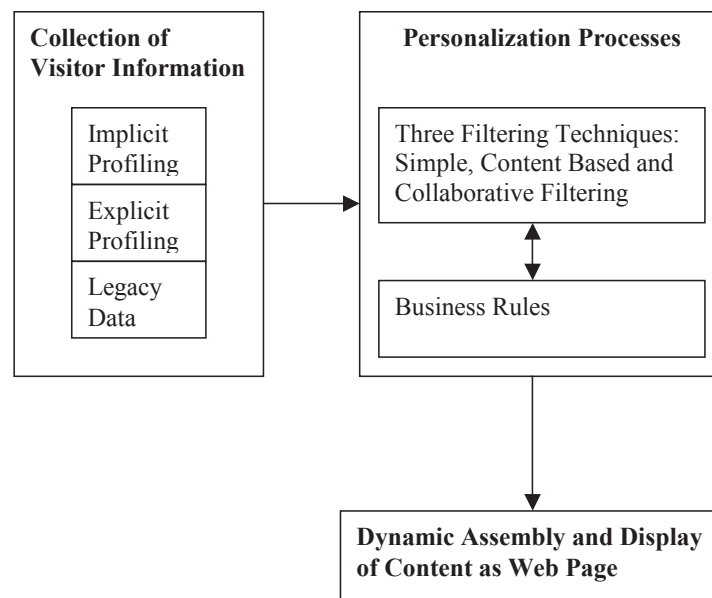 Collection of
Visitor Information
Implicit
Profiling
Explicit
Profiling
Legacy
Data
Personalization Processes
Three Filtering Techniques:
Simple, Content Based and
Collaborative Filtering
Business Rules
Dynamic Assembly and Display
of Content as Web Page